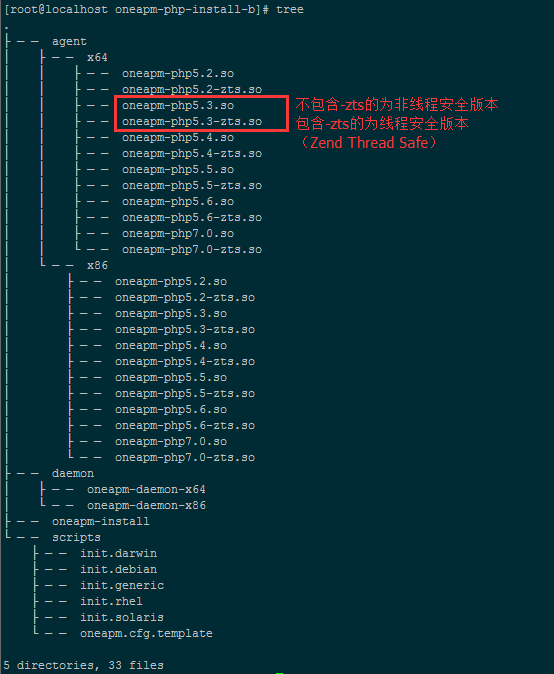 [root@localhost oneapm-php-install-b]# tree
.
├── agent
│   ├── x64
│   │   ├── oneapm-php5.2.so
│   │   ├── oneapm-php5.2-zts.so
│   │   ├── oneapm-php5.3.so 不包含-zts的为非线程安全版本
│   │   ├── oneapm-php5.3-zts.so 包含-zts的为线程安全版本
│   │   ├── oneapm-php5.4.so （Zend Thread Safe）
│   │   ├── oneapm-php5.4-zts.so
│   │   ├── oneapm-php5.5.so
│   │   ├── oneapm-php5.5-zts.so
│   │   ├── oneapm-php5.6.so
│   │   ├── oneapm-php5.6-zts.so
│   │   ├── oneapm-php7.0.so
│   │   └── oneapm-php7.0-zts.so
│   └── x86
│       ├── oneapm-php5.2.so
│       ├── oneapm-php5.2-zts.so
│       ├── oneapm-php5.3.so
│       ├── oneapm-php5.3-zts.so
│       ├── oneapm-php5.4.so
│       ├── oneapm-php5.4-zts.so
│       ├── oneapm-php5.5.so
│       ├── oneapm-php5.5-zts.so
│       ├── oneapm-php5.6.so
│       ├── oneapm-php5.6-zts.so
│       ├── oneapm-php7.0.so
│       └── oneapm-php7.0-zts.so
├── daemon
│   ├── oneapm-daemon-x64
│   └── oneapm-daemon-x86
├── oneapm-install
└── scripts
    ├── init.darwin
    ├── init.debian
    ├── init.generic
    ├── init.rhel
    ├── init.solaris
    └── oneapm.cfg.template
5 directories, 33 files